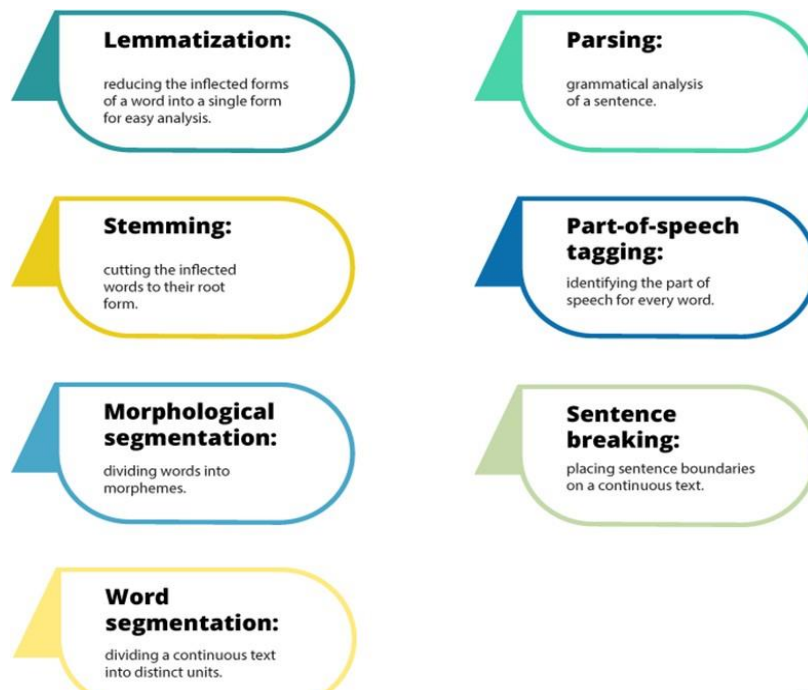 Lemmatization:
reducing the inflected forms
of a word into a single form
for easy analysis.
Stemming:
cutting the inflected
words to their root
form.
Morphological
segmentation:
dividing words into
morphemes.
Word
segmentation:
dividing a continuous text
into distinct units.
Parsing:
grammatical analysis
of a sentence.
Part-of-speech
tagging:
identifying the part of
speech for every word.
Sentence
breaking:
placing sentence boundaries
on a continuous text.